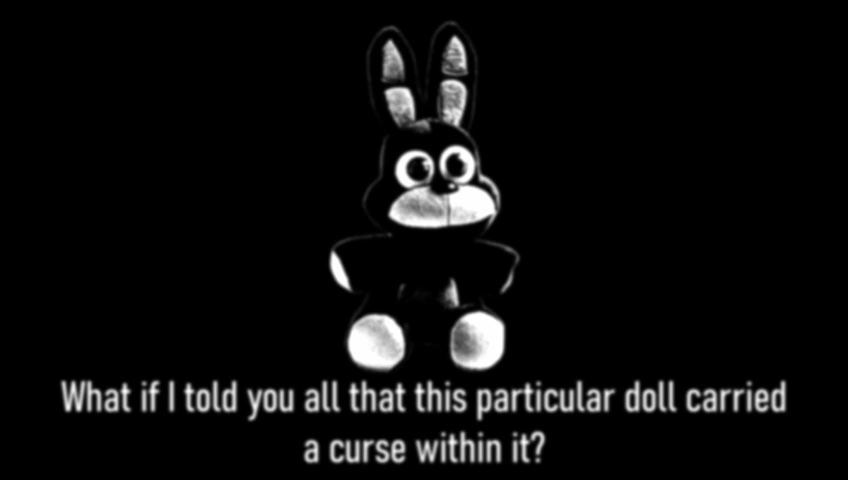 What if I told you all that this particular doll carried
a curse within it?